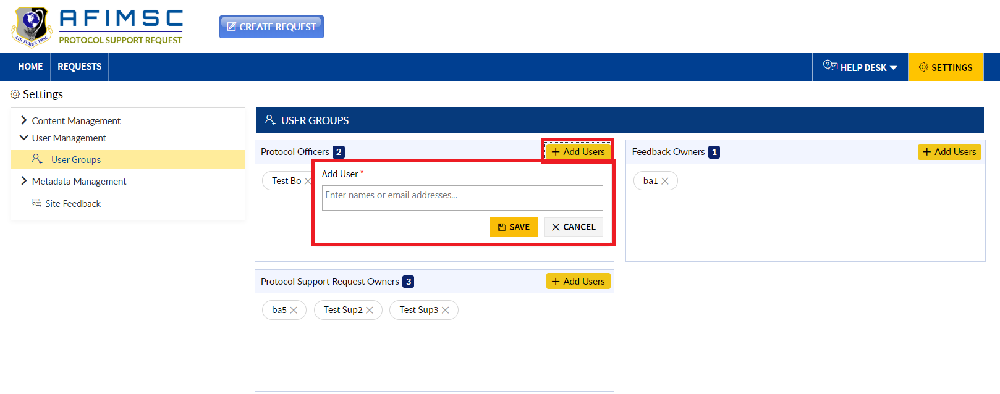 AIR FORCE IMSC
AFIMSC
PROTOCOL SUPPORT REQUEST
CREATE REQUEST
HOME
REQUESTS
HELP DESK
SETTINGS
Settings
Content Management
User Management
User Groups
Metadata Management
Site Feedback
USER GROUPS
Protocol Officers 2
+ Add Users
Test Bo
Add User *
Enter names or email addresses...
SAVE
CANCEL
Feedback Owners 1
+ Add Users
ba1
Protocol Support Request Owners 3
+ Add Users
ba5
Test Sup2
Test Sup3